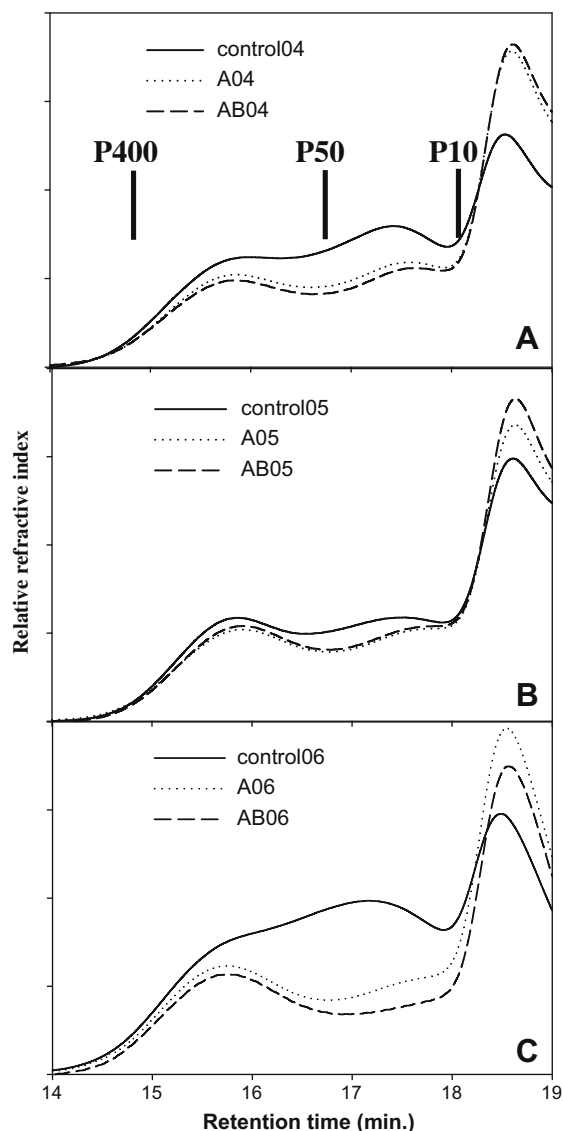 control04
A04
AB04
P400 P50 P10
A
control05
A05
AB05
B
Relative refractive index
control06
A06
AB06
C
14 15 16 17 18 19
Retention time (min.)